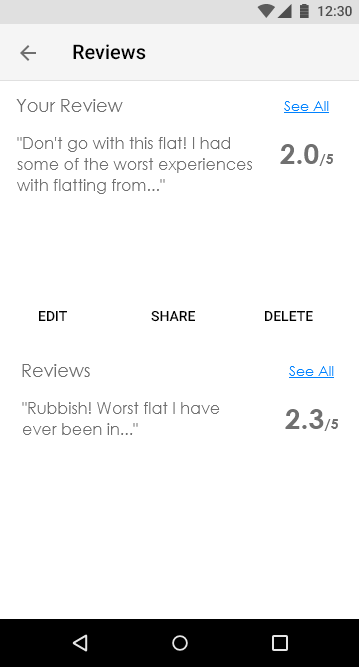 12:30
Reviews
Your Review See All
"Don't go with this flat! I had
some of the worst experiences
with flatting from..."
2.0/5
EDIT SHARE DELETE
Reviews See All
"Rubbish! Worst flat I have
ever been in..."
2.3/5